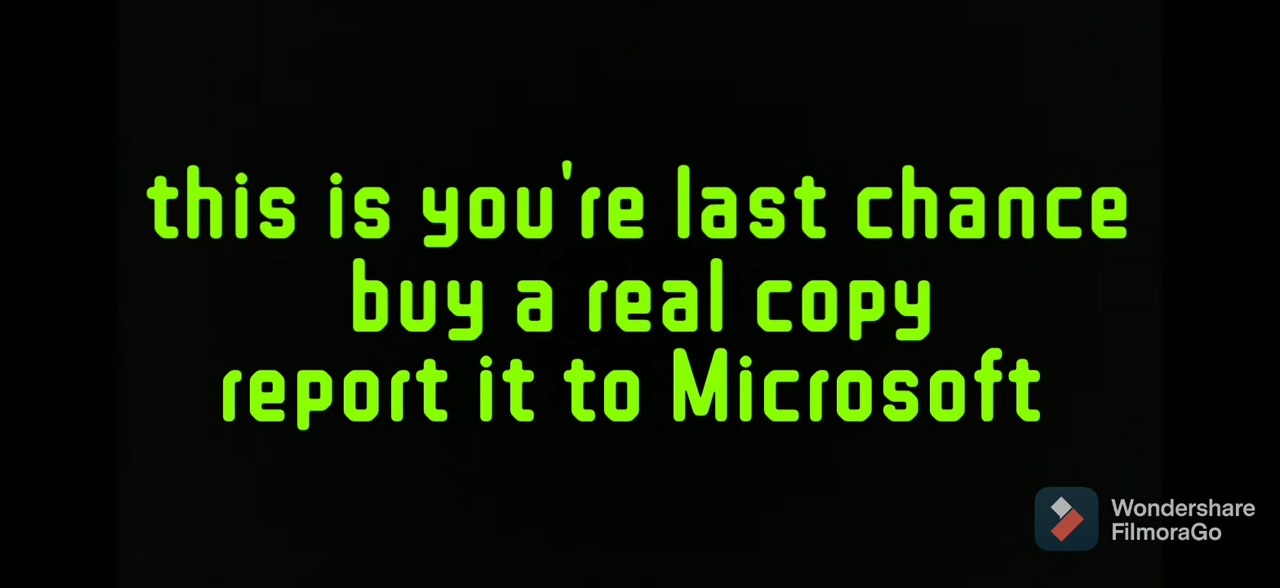 this is you're last chance
buy a real copy
report it to Microsoft
Wondershare
FilmoraGo